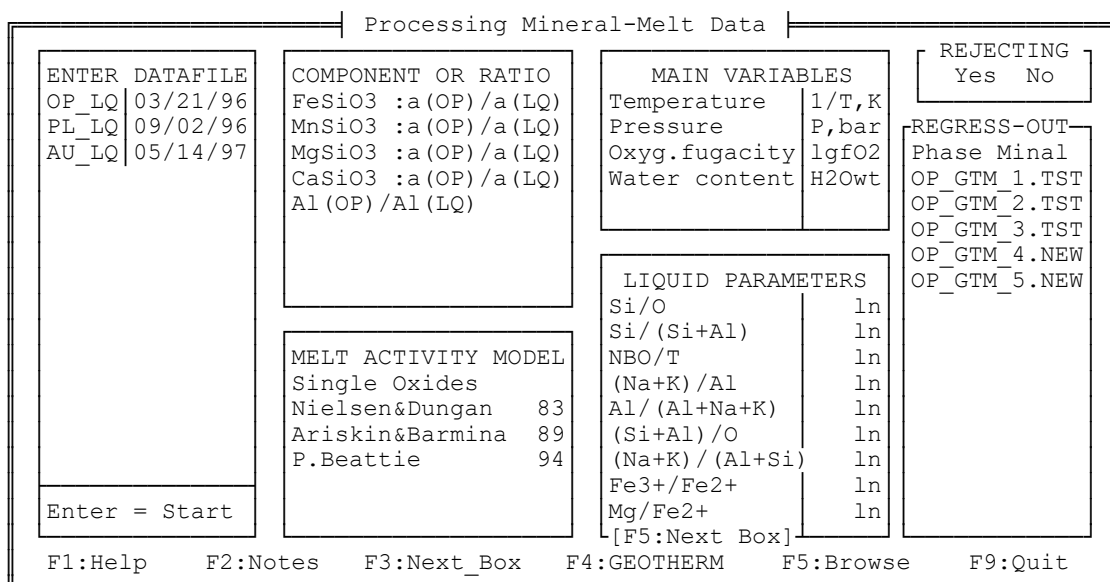 Processing Mineral-Melt Data
ENTER DATAFILE
OP_LQ 03/21/96
PL_LQ 09/02/96
AU_LQ 05/14/97
Enter = Start
COMPONENT OR RATIO
FeSiO3 :a(OP)/a(LQ)
MnSiO3 :a(OP)/a(LQ)
MgSiO3 :a(OP)/a(LQ)
CaSiO3 :a(OP)/a(LQ)
Al(OP)/Al(LQ)
MELT ACTIVITY MODEL
Single Oxides
Nielsen&Dungan 83
Ariskin&Barmina 89
P.Beattie 94
MAIN VARIABLES
Temperature 1/T,K
Pressure P,bar
Oxyg.fugacity lgfO2
Water content H2Owt
LIQUID PARAMETERS
Si/O ln
Si/(Si+Al) ln
NBO/T ln
(Na+K)/Al ln
Al/(Al+Na+K) ln
(Si+Al)/O ln
(Na+K)/(Al+Si) ln
Fe3+/Fe2+ ln
Mg/Fe2+ ln
[F5:Next Box]
REJECTING
Yes No
REGRESS-OUT
Phase Minal
OP_GTM_1.TST
OP_GTM_2.TST
OP_GTM_3.TST
OP_GTM_4.NEW
OP_GTM_5.NEW
F1:Help F2:Notes F3:Next_Box F4:GEOTHERM F5:Browse F9:Quit